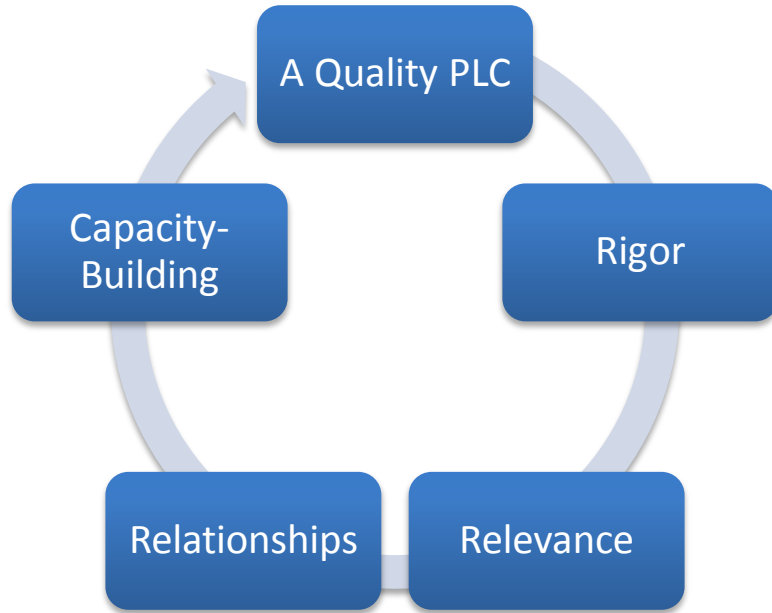 A Quality PLC
Rigor
Relevance
Relationships
Capacity-
Building